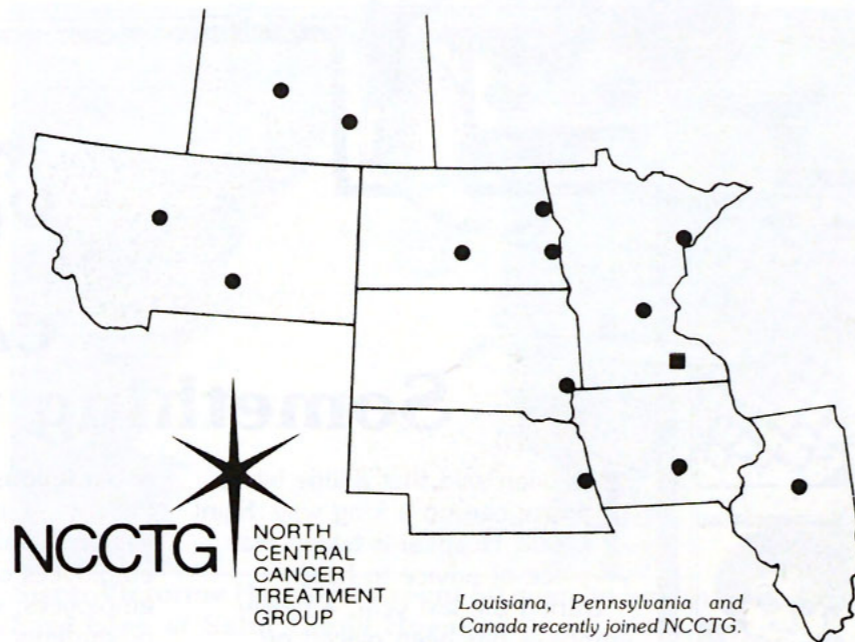 NCCTG
NORTH
CENTRAL
CANCER
TREATMENT
GROUP
Louisiana, Pennsylvania and
Canada recently joined NCCTG.